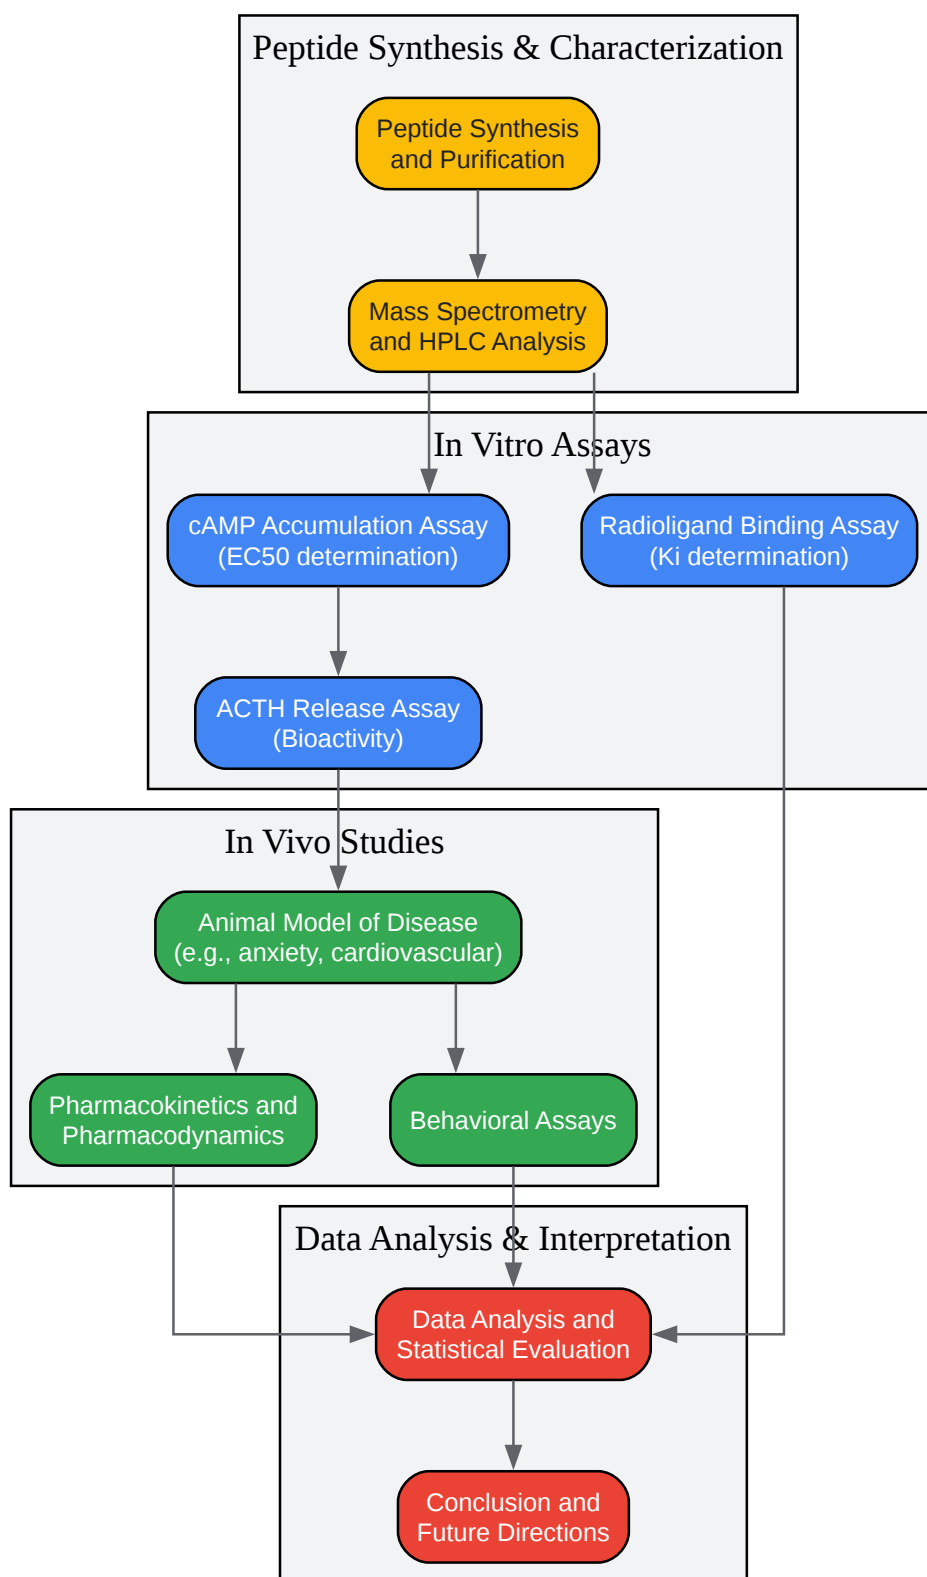 Peptide Synthesis & Characterization
Peptide Synthesis
and Purification
Mass Spectrometry
and HPLC Analysis
In Vitro Assays
cAMP Accumulation Assay
(EC50 determination)
Radioligand Binding Assay
(Ki determination)
ACTH Release Assay
(Bioactivity)
In Vivo Studies
Animal Model of Disease
(e.g., anxiety, cardiovascular)
Pharmacokinetics and
Pharmacodynamics
Behavioral Assays
Data Analysis & Interpretation
Data Analysis and
Statistical Evaluation
Conclusion and
Future Directions